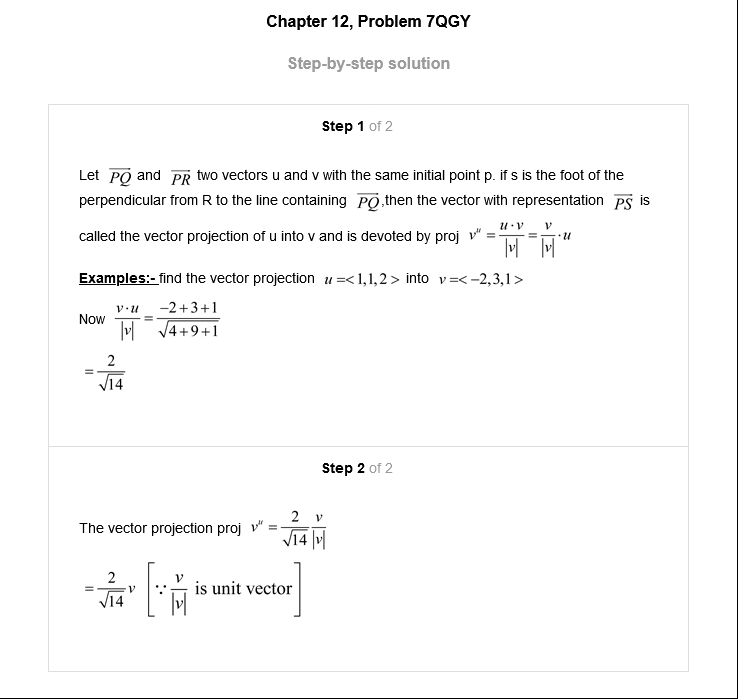 Chapter 12, Problem 7QGY
Step-by-step solution
Step 1 of 2
Let \overline{PQ} and \overline{PR} two vectors u and v with the same initial point p. if s is the foot of the
perpendicular from R to the line containing \overline{PQ} ,then the vector with representation \overline{PS} is
called the vector projection of u into v and is devoted by proj v^u = \frac{u \cdot v}{|v|} = \frac{v}{|v|} \cdot u
Examples:- find the vector projection u =< 1,1,2 > into v =< −2,3,1 >
Now \frac{v \cdot u}{|v|} = \frac{-2+3+1}{\sqrt{4+9+1}}
= \frac{2}{\sqrt{14}}
Step 2 of 2
The vector projection proj v^u = \frac{2}{\sqrt{14}} \frac{v}{|v|}
= \frac{2}{\sqrt{14}} v [∵ \frac{v}{|v|} is unit vector]